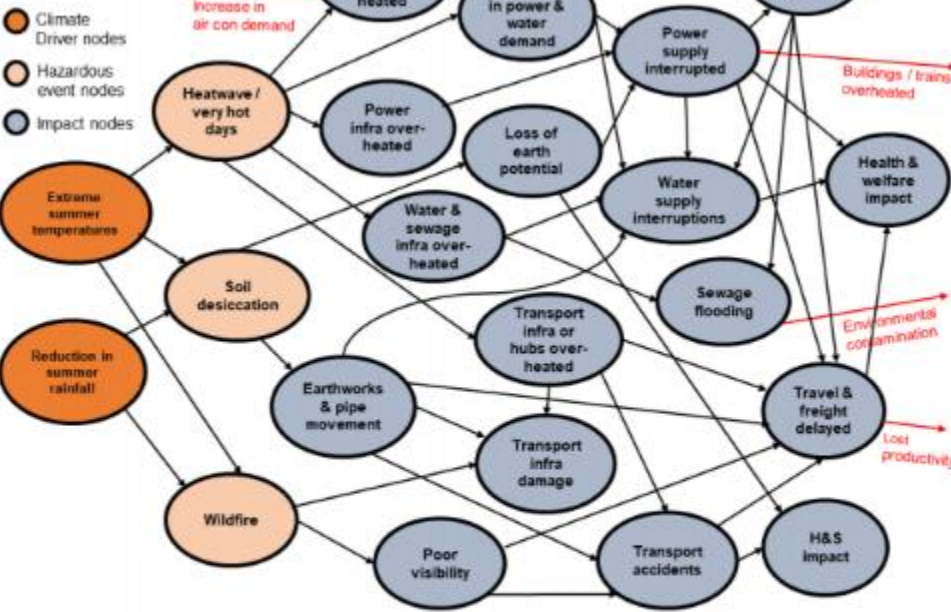 heated
Increase in
air con demand
in power &
water
demand
Climate
Driver nodes
Hazardous
event nodes
Impact nodes
Power
supply
interrupted
Buildings / trains
overheated
Heatwave /
very hot
days
Power
infra over-
heated
Loss of
earth
potential
Health &
welfare
impact
Extreme
summer
temperatures
Water &
sewage
infra over-
heated
Water
supply
interruptions
Soil
desiccation
Sewage
flooding
Environmental
contamination
Transport
infra or
hubs over-
heated
Reduction in
summer
rainfall
Earthworks
& pipe
movement
Travel &
freight
delayed
Lost
productivity
Transport
infra
damage
Wildfire
Poor
visibility
Transport
accidents
H&S
impact